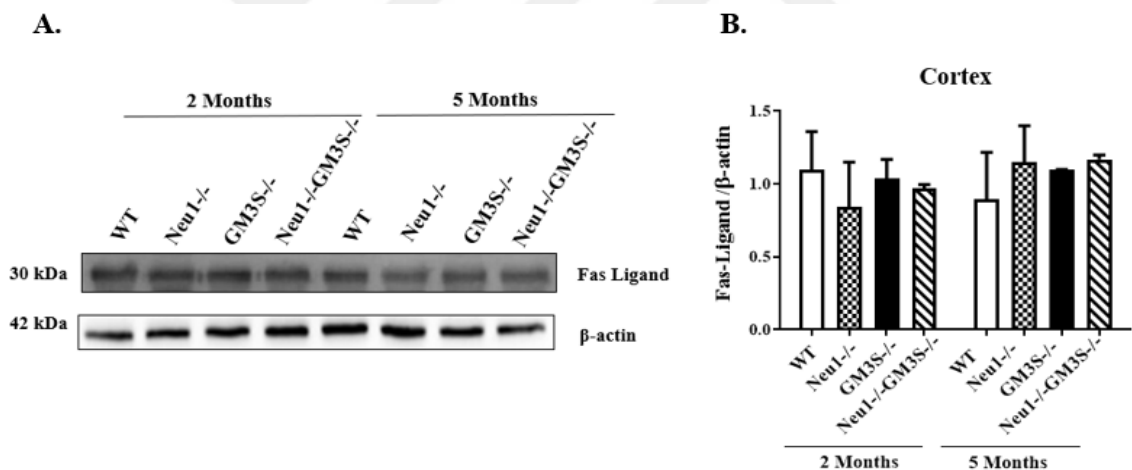 A.
2 Months
5 Months
WT
Neu1-/-
GM3S-/-
Neu1-/-GM3S-/-
WT
Neu1-/-
GM3S-/-
Neu1-/-GM3S-/-
30 kDa
Fas Ligand
42 kDa
β-actin
B.
Cortex
Fas-Ligand /β-actin
1.5
1.0
0.5
0.0
WT
Neu1-/-
GM3S-/-
Neu1-/-GM3S-/-
WT
Neu1-/-
GM3S-/-
Neu1-/-GM3S-/-
2 Months
5 Months